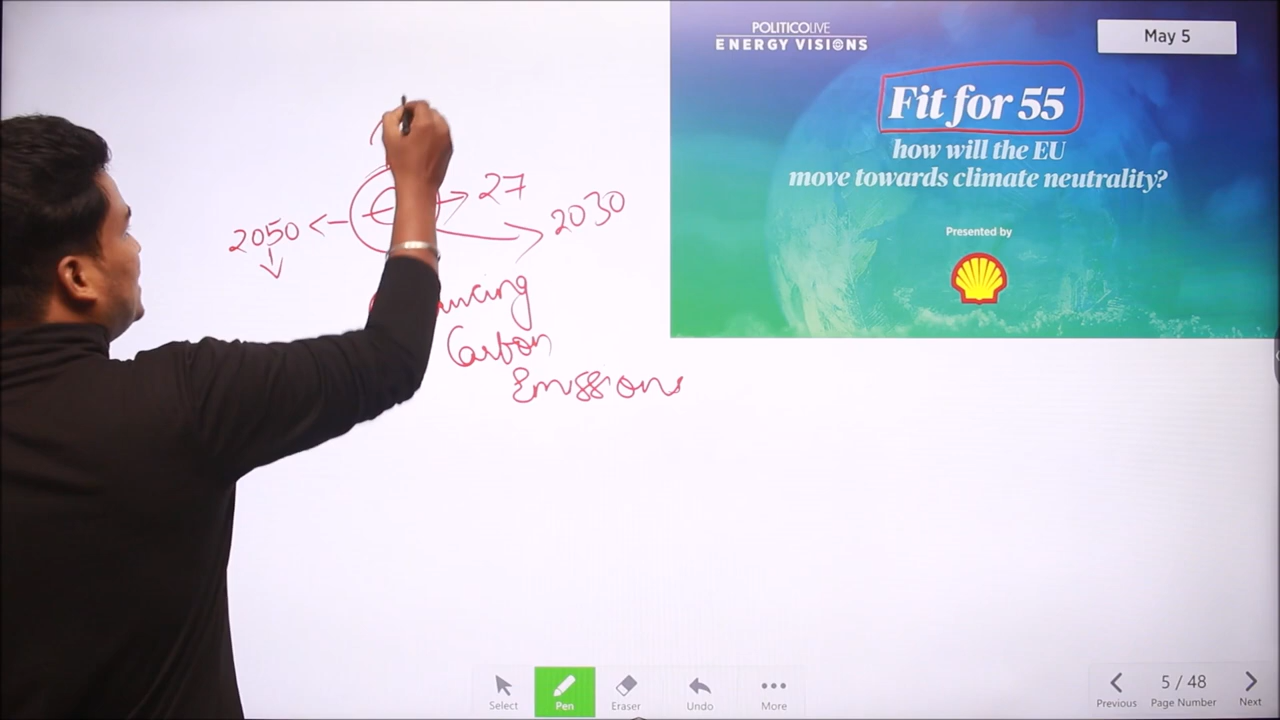 POLITICOLIVE
ENERGY VISIONS
May 5
Fit for 55
how will the EU
move towards climate neutrality?
Presented by
27
2030
2050
Carbon
Emissions
Select
Pen
Eraser
Undo
More
Previous
5 / 48
Page Number
Next